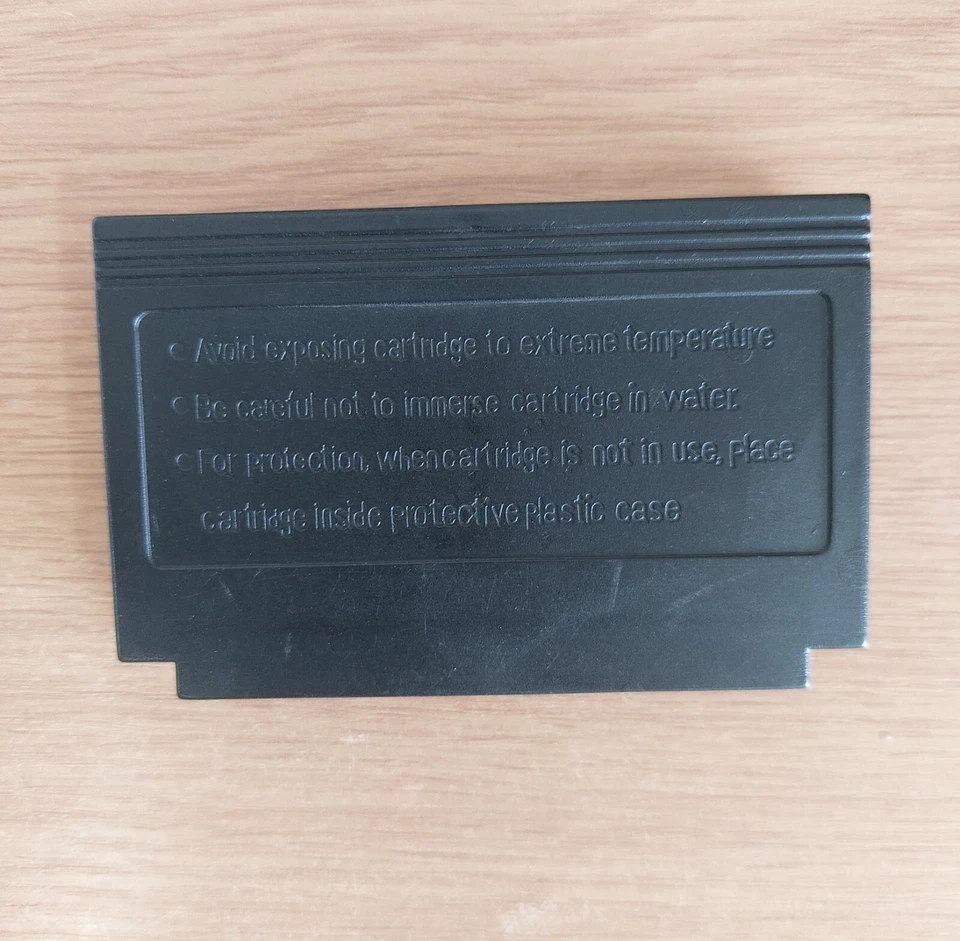 • Avoid exposing cartridge to extreme temperature
• Be careful not to immerse cartridge in water.
• For protection, when cartridge is not in use, place
cartridge inside protective plastic case